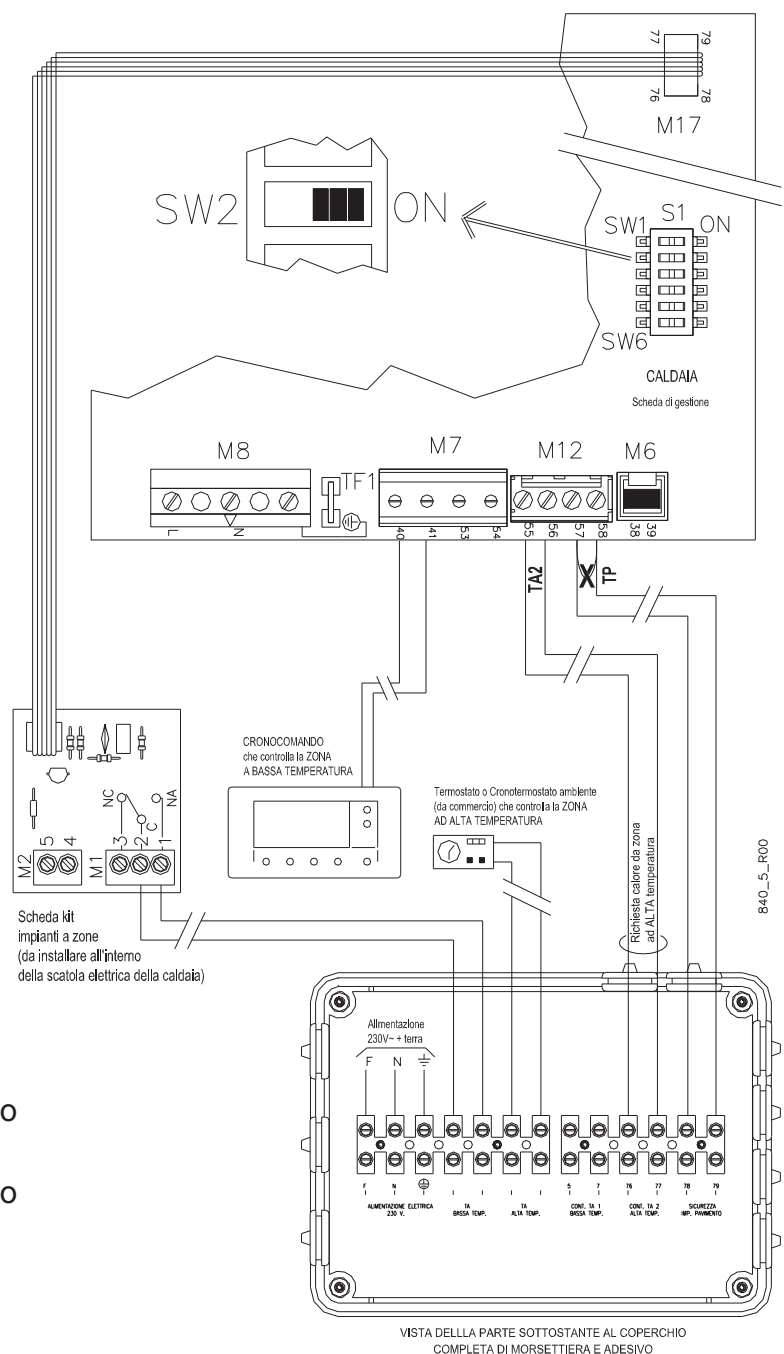 77
79
76
78
M17
SW2
ON
SW1
S1
ON
SW6
CALDAIA
Scheda di gestione
M8
TF1
M7
M12
M6
L
N
40
41
53
54
55
56
57
58
38
39
TA2
X
TP
CRONOCOMANDO
che controlla la ZONA
A BASSA TEMPERATURA
Termostato o Cronotermostato ambiente
(da commercio) che controlla la ZONA
AD ALTA TEMPERATURA
Richiesta calore da zona
ad ALTA temperatura
840_5_R00
NC
NA
C
M2
5
4
M1
3
2
1
Scheda kit
impianti a zone
(da installare all'interno
della scatola elettrica della caldaia)
Alimentazione
230V~ + terra
F
N
o
o
F
N
5
7
76
77
78
79
ALIMENTAZIONE ELETTRICA
230 V.
TA
BASSA TEMP.
TA
ALTA TEMP.
CONT. TA 1
BASSA TEMP.
CONT. TA 2
ALTA TEMP.
SICUREZZA
IMP. PAVIMENTO
VISTA DELLLA PARTE SOTTOSTANTE AL COPERCHIO
COMPLETA DI MORSETTIERA E ADESIVO